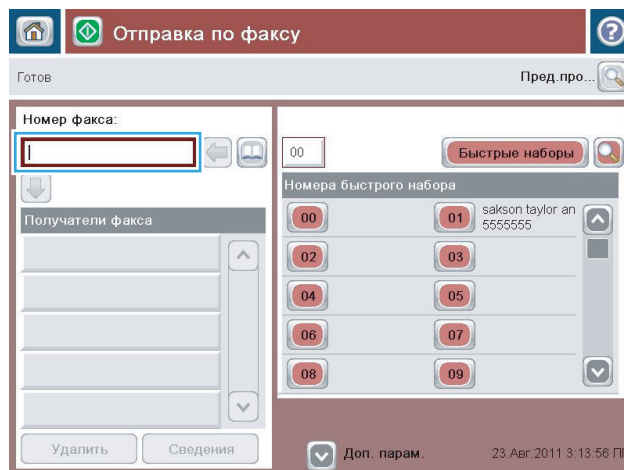 Отправка по факсу
?
Готов
Пред.про...
Номер факса:
00
Быстрые наборы
Номера быстрого набора
Получатели факса
00
01
sakson taylor an
5555555
02
03
04
05
06
07
08
09
Удалить
Сведения
Доп. парам.
23.Авг.2011 3:13:56